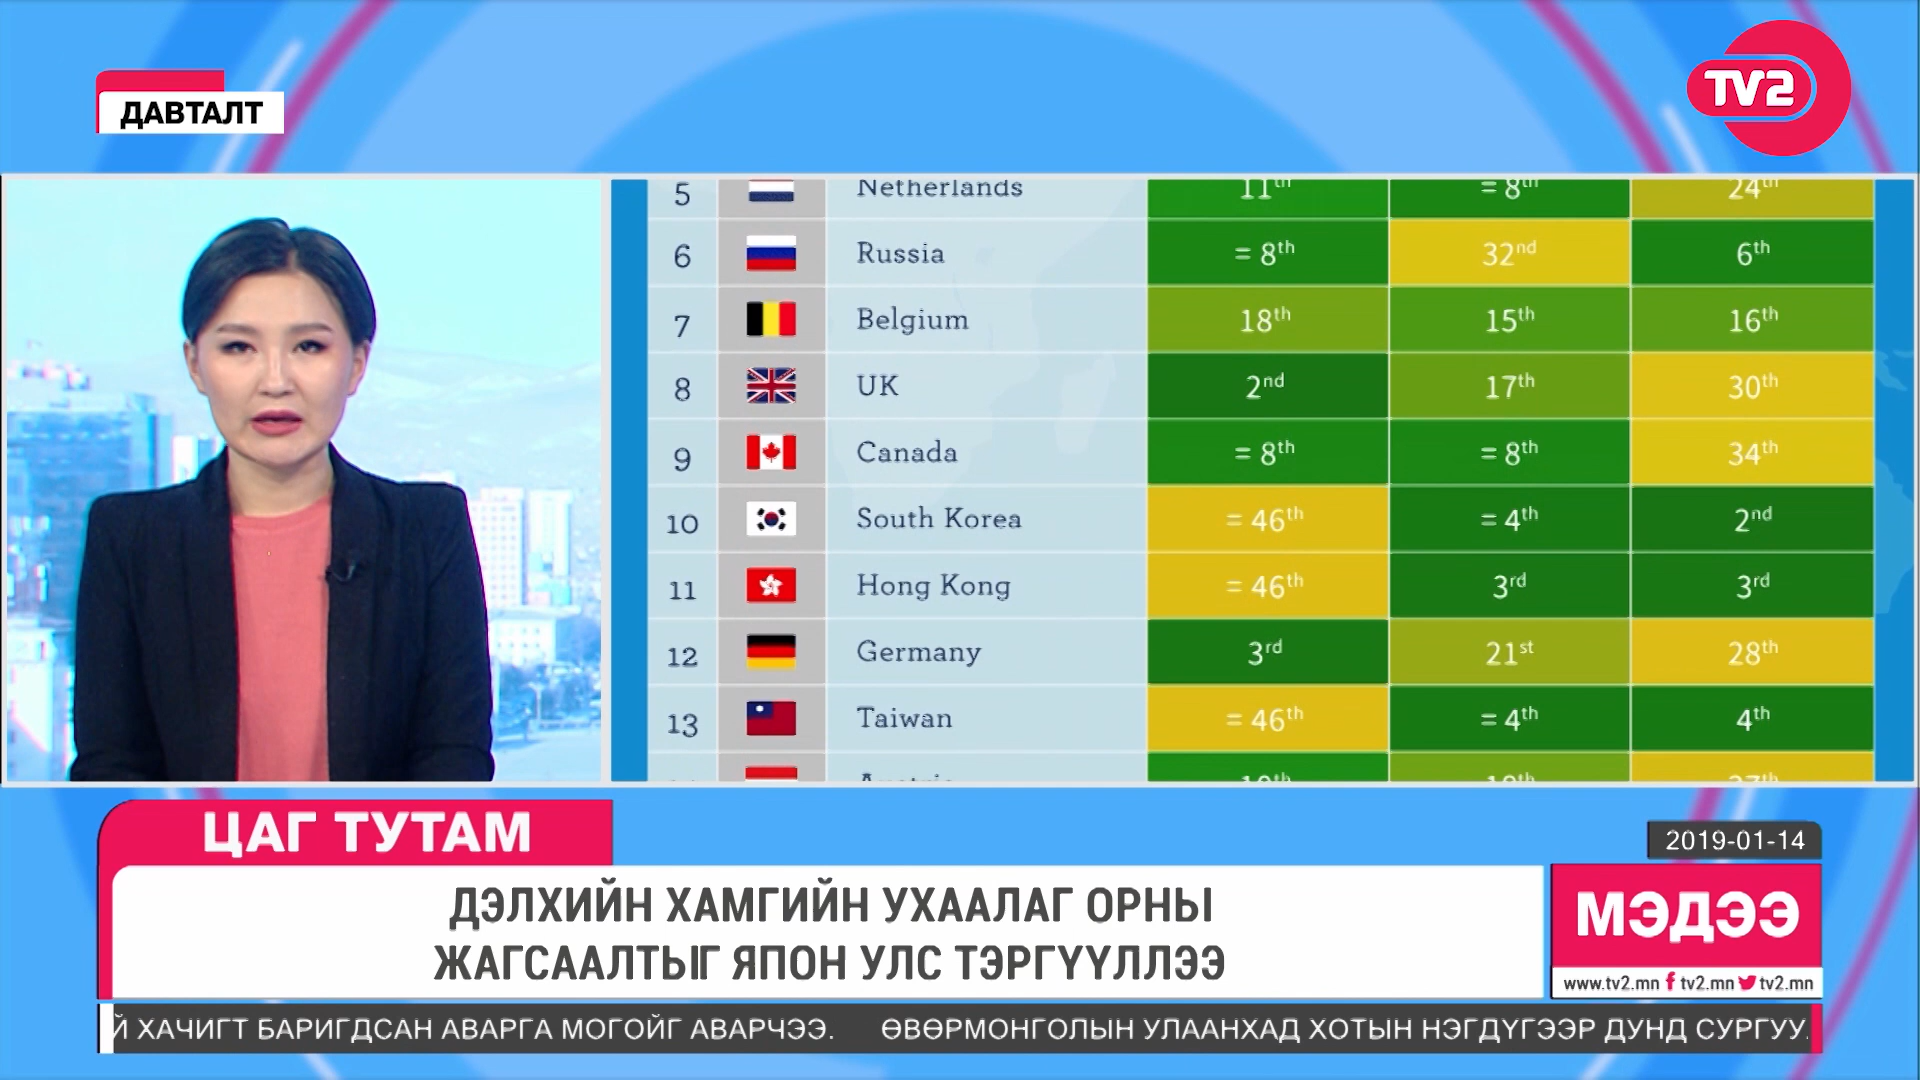 ДАВТАЛТ
TV2
5 Netherlands 11th = 8th 24th
6 Russia = 8th 32nd 6th
7 Belgium 18th 15th 16th
8 UK 2nd 17th 30th
9 Canada = 8th = 8th 34th
10 South Korea = 46th = 4th 2nd
11 Hong Kong = 46th 3rd 3rd
12 Germany 3rd 21st 28th
13 Taiwan = 46th = 4th 4th
ЦАГ ТУТАМ
2019-01-14
ДЭЛХИЙН ХАМГИЙН УХААЛАГ ОРНЫ
ЖАГСААЛТЫГ ЯПОН УЛС ТЭРГҮҮЛЛЭЭ
МЭДЭЭ
www.tv2.mn f tv2.mn tv2.mn
Й ХАЧИГТ БАРИГДСАН АВАРГА МОГОЙГ АВАРЧЭЭ. ӨВӨРМОНГОЛЫН УЛААНХАД ХОТЫН НЭГДҮГЭЭР ДУНД СУРГУУ